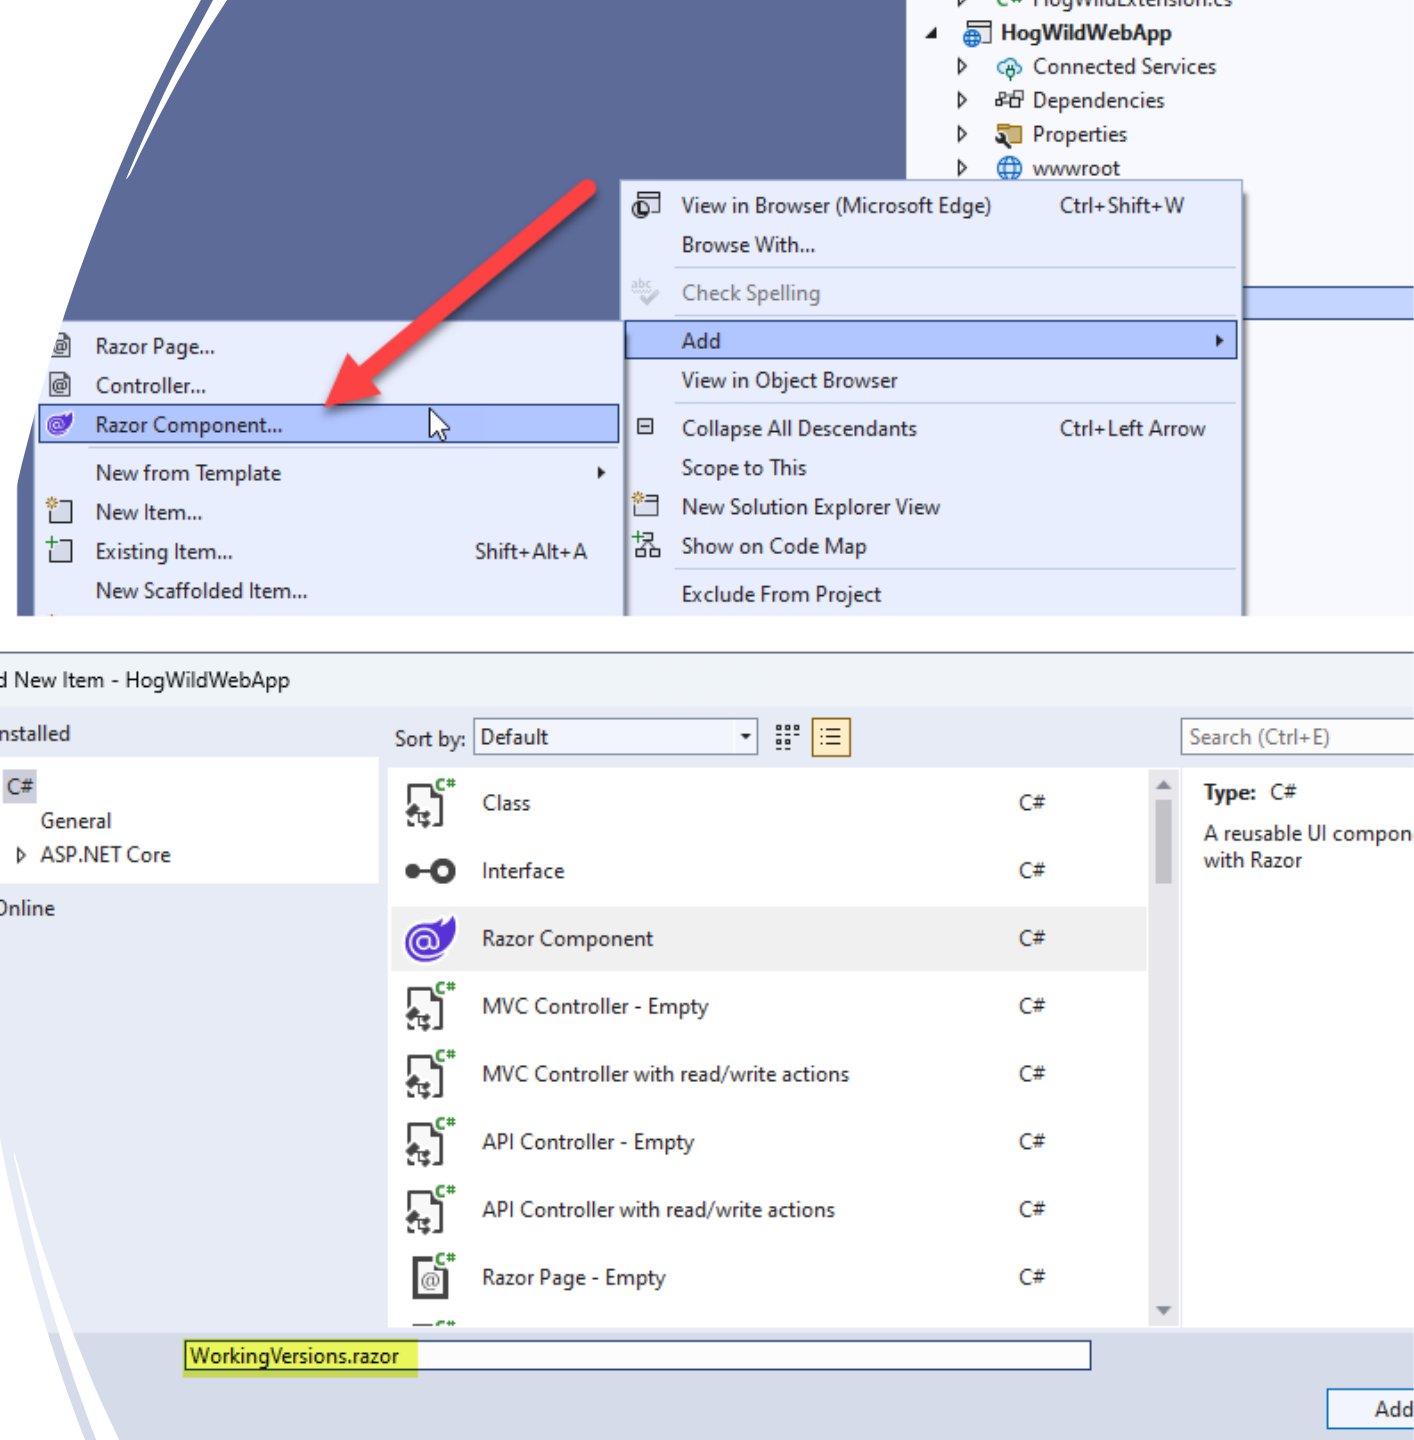 HogWildExtension.cs
HogWildWebApp
Connected Services
Dependencies
Properties
wwwroot
View in Browser (Microsoft Edge) Ctrl+Shift+W
Browse With...
abc
Check Spelling
Add
View in Object Browser
Collapse All Descendants Ctrl+Left Arrow
Scope to This
New Solution Explorer View
Show on Code Map
Exclude From Project
Razor Page...
Controller...
Razor Component...
New from Template
New Item...
Existing Item... Shift+Alt+A
New Scaffolded Item...
d New Item - HogWildWebApp
nstalled
Sort by: Default
Search (Ctrl+E)
C#
General
ASP.NET Core
Online
Class C#
Interface C#
Razor Component C#
MVC Controller - Empty C#
MVC Controller with read/write actions C#
API Controller - Empty C#
API Controller with read/write actions C#
Razor Page - Empty C#
Type: C#
A reusable UI compon
with Razor
WorkingVersions.razor
Add